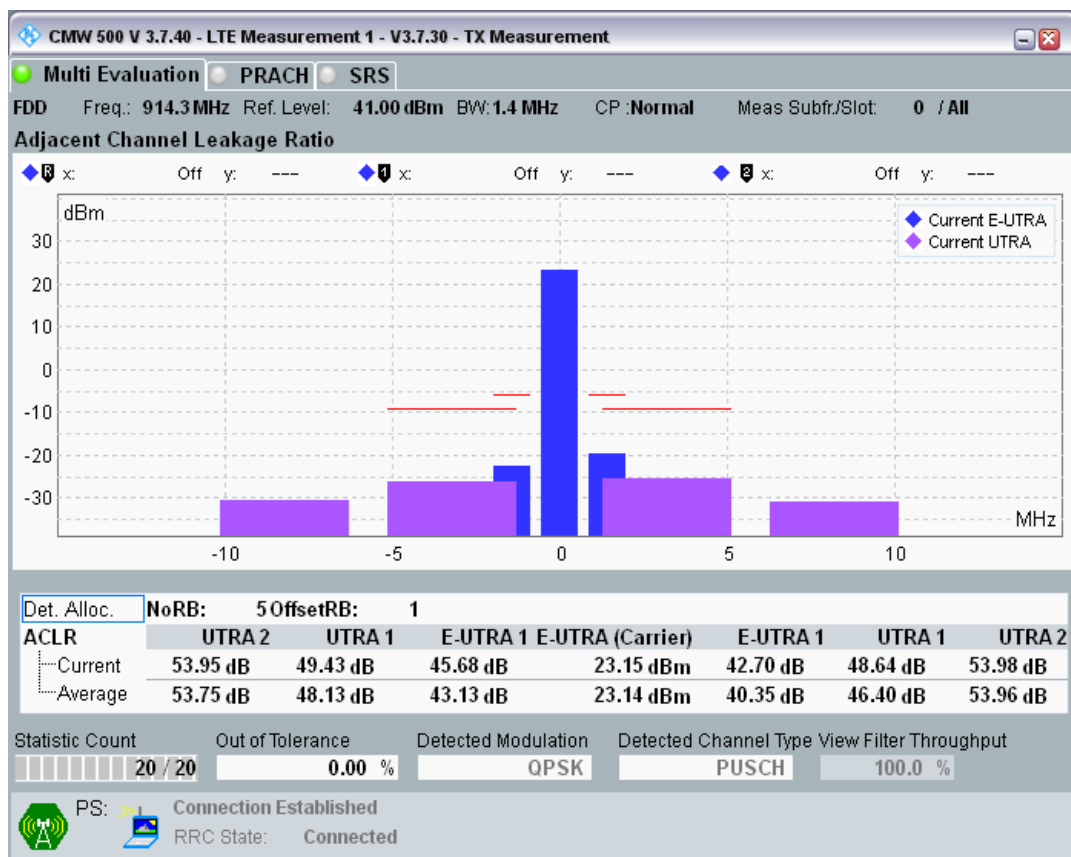 CMW 500 V 3.7.40 - LTE Measurement 1 - V3.7.30 - TX Measurement
Multi Evaluation PRACH SRS
FDD Freq.: 914.3 MHz Ref. Level: 41.00 dBm BW: 1.4 MHz CP :Normal Meas Subfr./Slot: 0 / All
Adjacent Channel Leakage Ratio
R x: Off y: --- 1 x: Off y: --- 2 x: Off y: ---
dBm
Current E-UTRA
Current UTRA
30
20
10
0
-10
-20
-30
MHz
-10 -5 0 5 10
Det. Alloc. NoRB: 5 OffsetRB: 1
ACLR UTRA 2 UTRA 1 E-UTRA 1 E-UTRA (Carrier) E-UTRA 1 UTRA 1 UTRA 2
Current 53.95 dB 49.43 dB 45.68 dB 23.15 dBm 42.70 dB 48.64 dB 53.98 dB
Average 53.75 dB 48.13 dB 43.13 dB 23.14 dBm 40.35 dB 46.40 dB 53.96 dB
Statistic Count Out of Tolerance Detected Modulation Detected Channel Type View Filter Throughput
20 / 20 0.00 % QPSK PUSCH 100.0 %
PS: Connection Established
RRC State: Connected